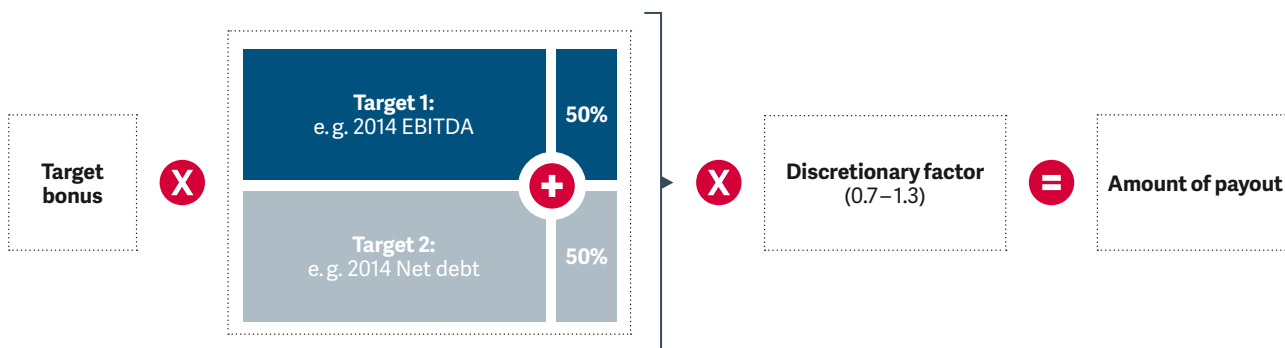 Target
bonus
X
Target 1:
e. g. 2014 EBITDA
50%
+
Target 2:
e. g. 2014 Net debt
50%
X
Discretionary factor
(0.7–1.3)
=
Amount of payout